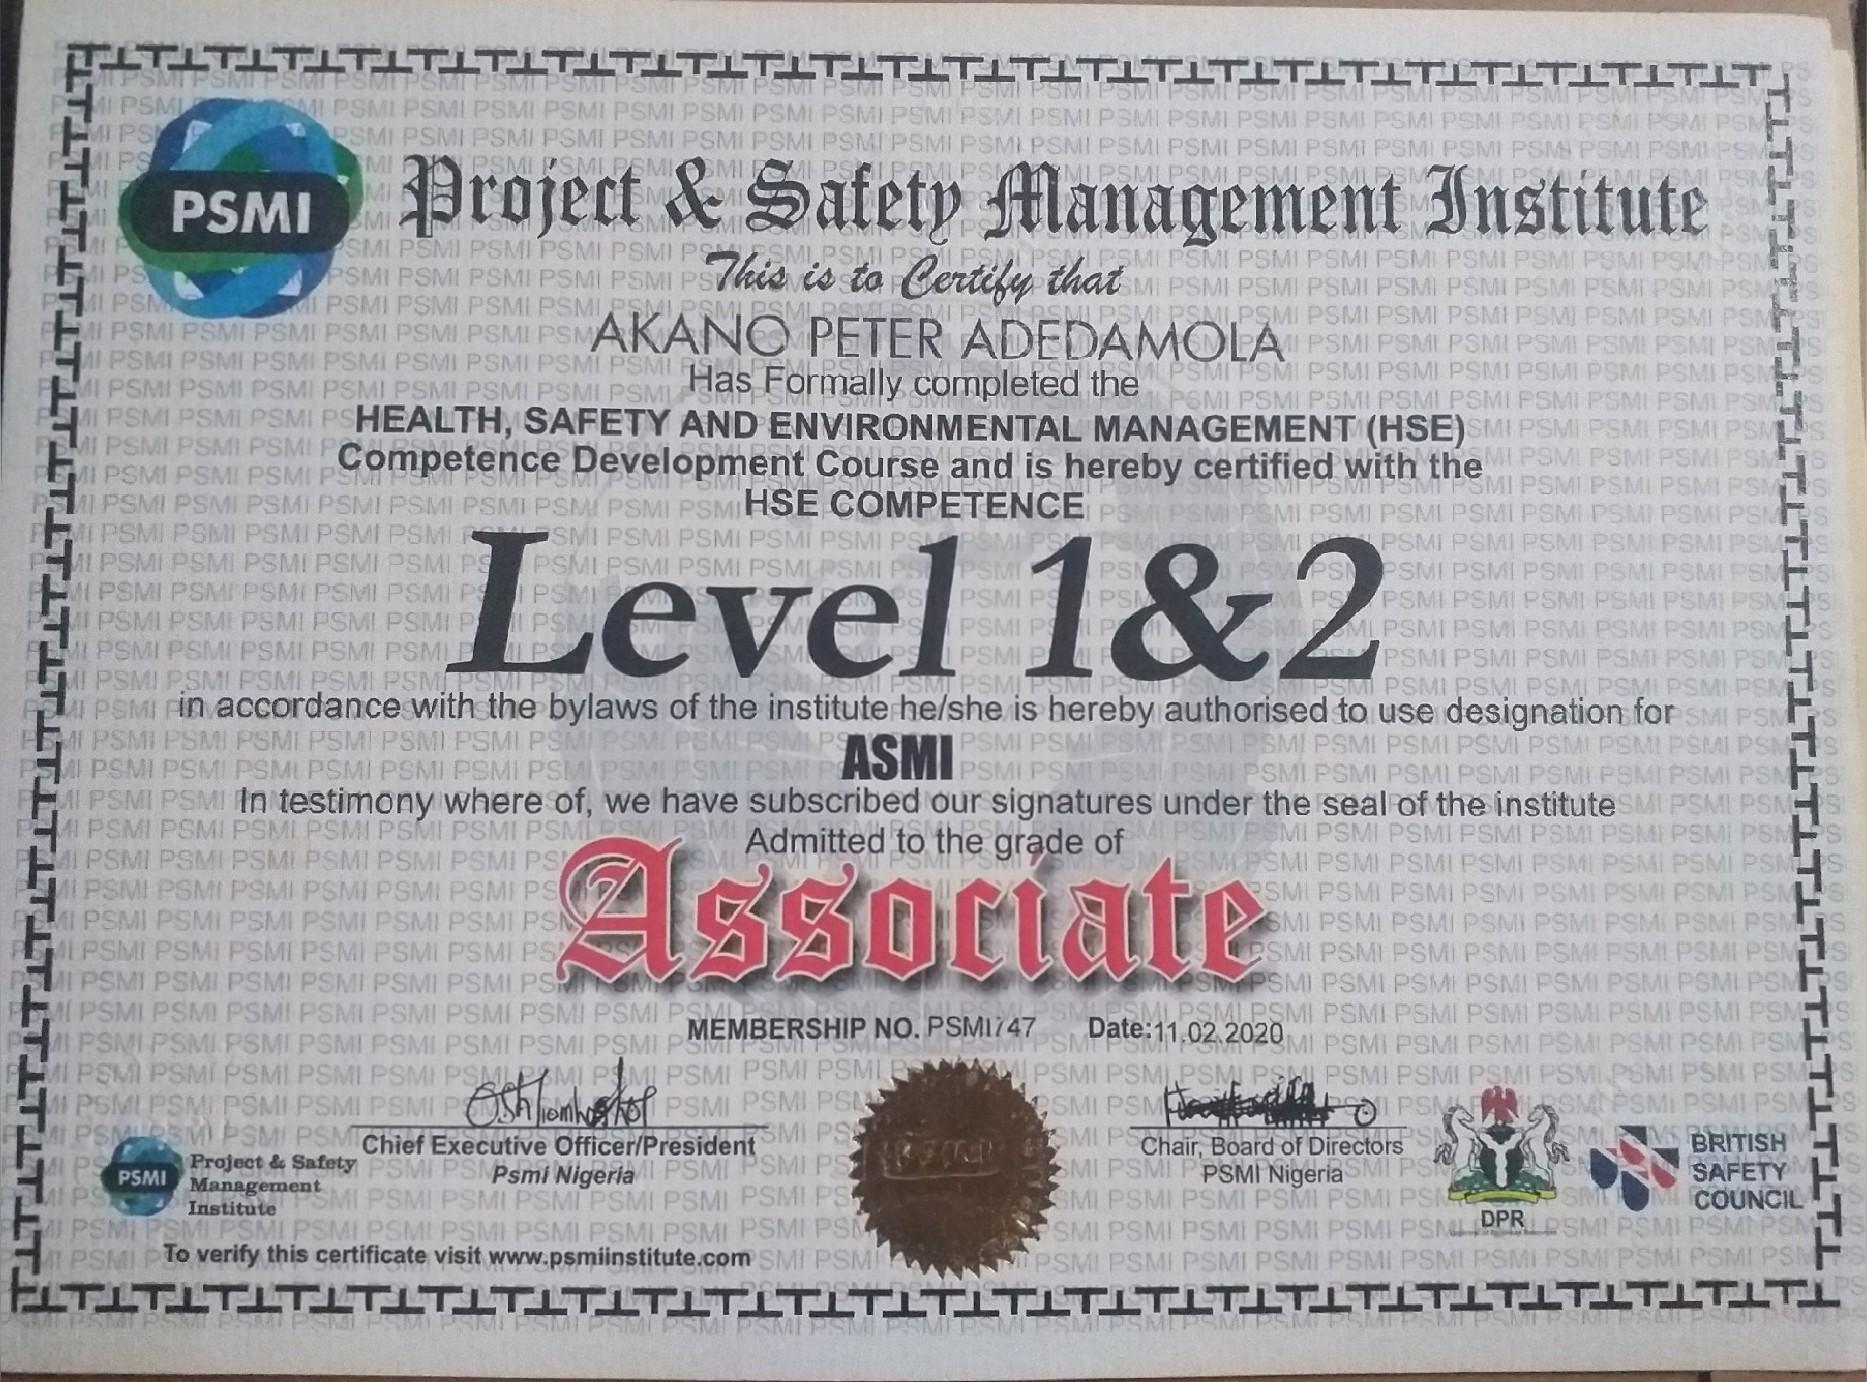 PSMI
Project & Safety Management Institute
This is to Certify that
AKANO PETER ADEDAMOLA
Has Formally completed the
HEALTH, SAFETY AND ENVIRONMENTAL MANAGEMENT (HSE)
Competence Development Course and is hereby certified with the
HSE COMPETENCE
Level 1&2
in accordance with the bylaws of the institute he/she is hereby authorised to use designation for
ASMI
In testimony where of, we have subscribed our signatures under the seal of the institute
Admitted to the grade of
Associate
MEMBERSHIP NO. PSMI/47 Date:11.02.2020
Chief Executive Officer/President
Psmi Nigeria
Chair, Board of Directors
PSMI Nigeria
PSMI
Project & Safety
Management
Institute
DPR
BRITISH
SAFETY
COUNCIL
To verify this certificate visit www.psmiinstitute.com